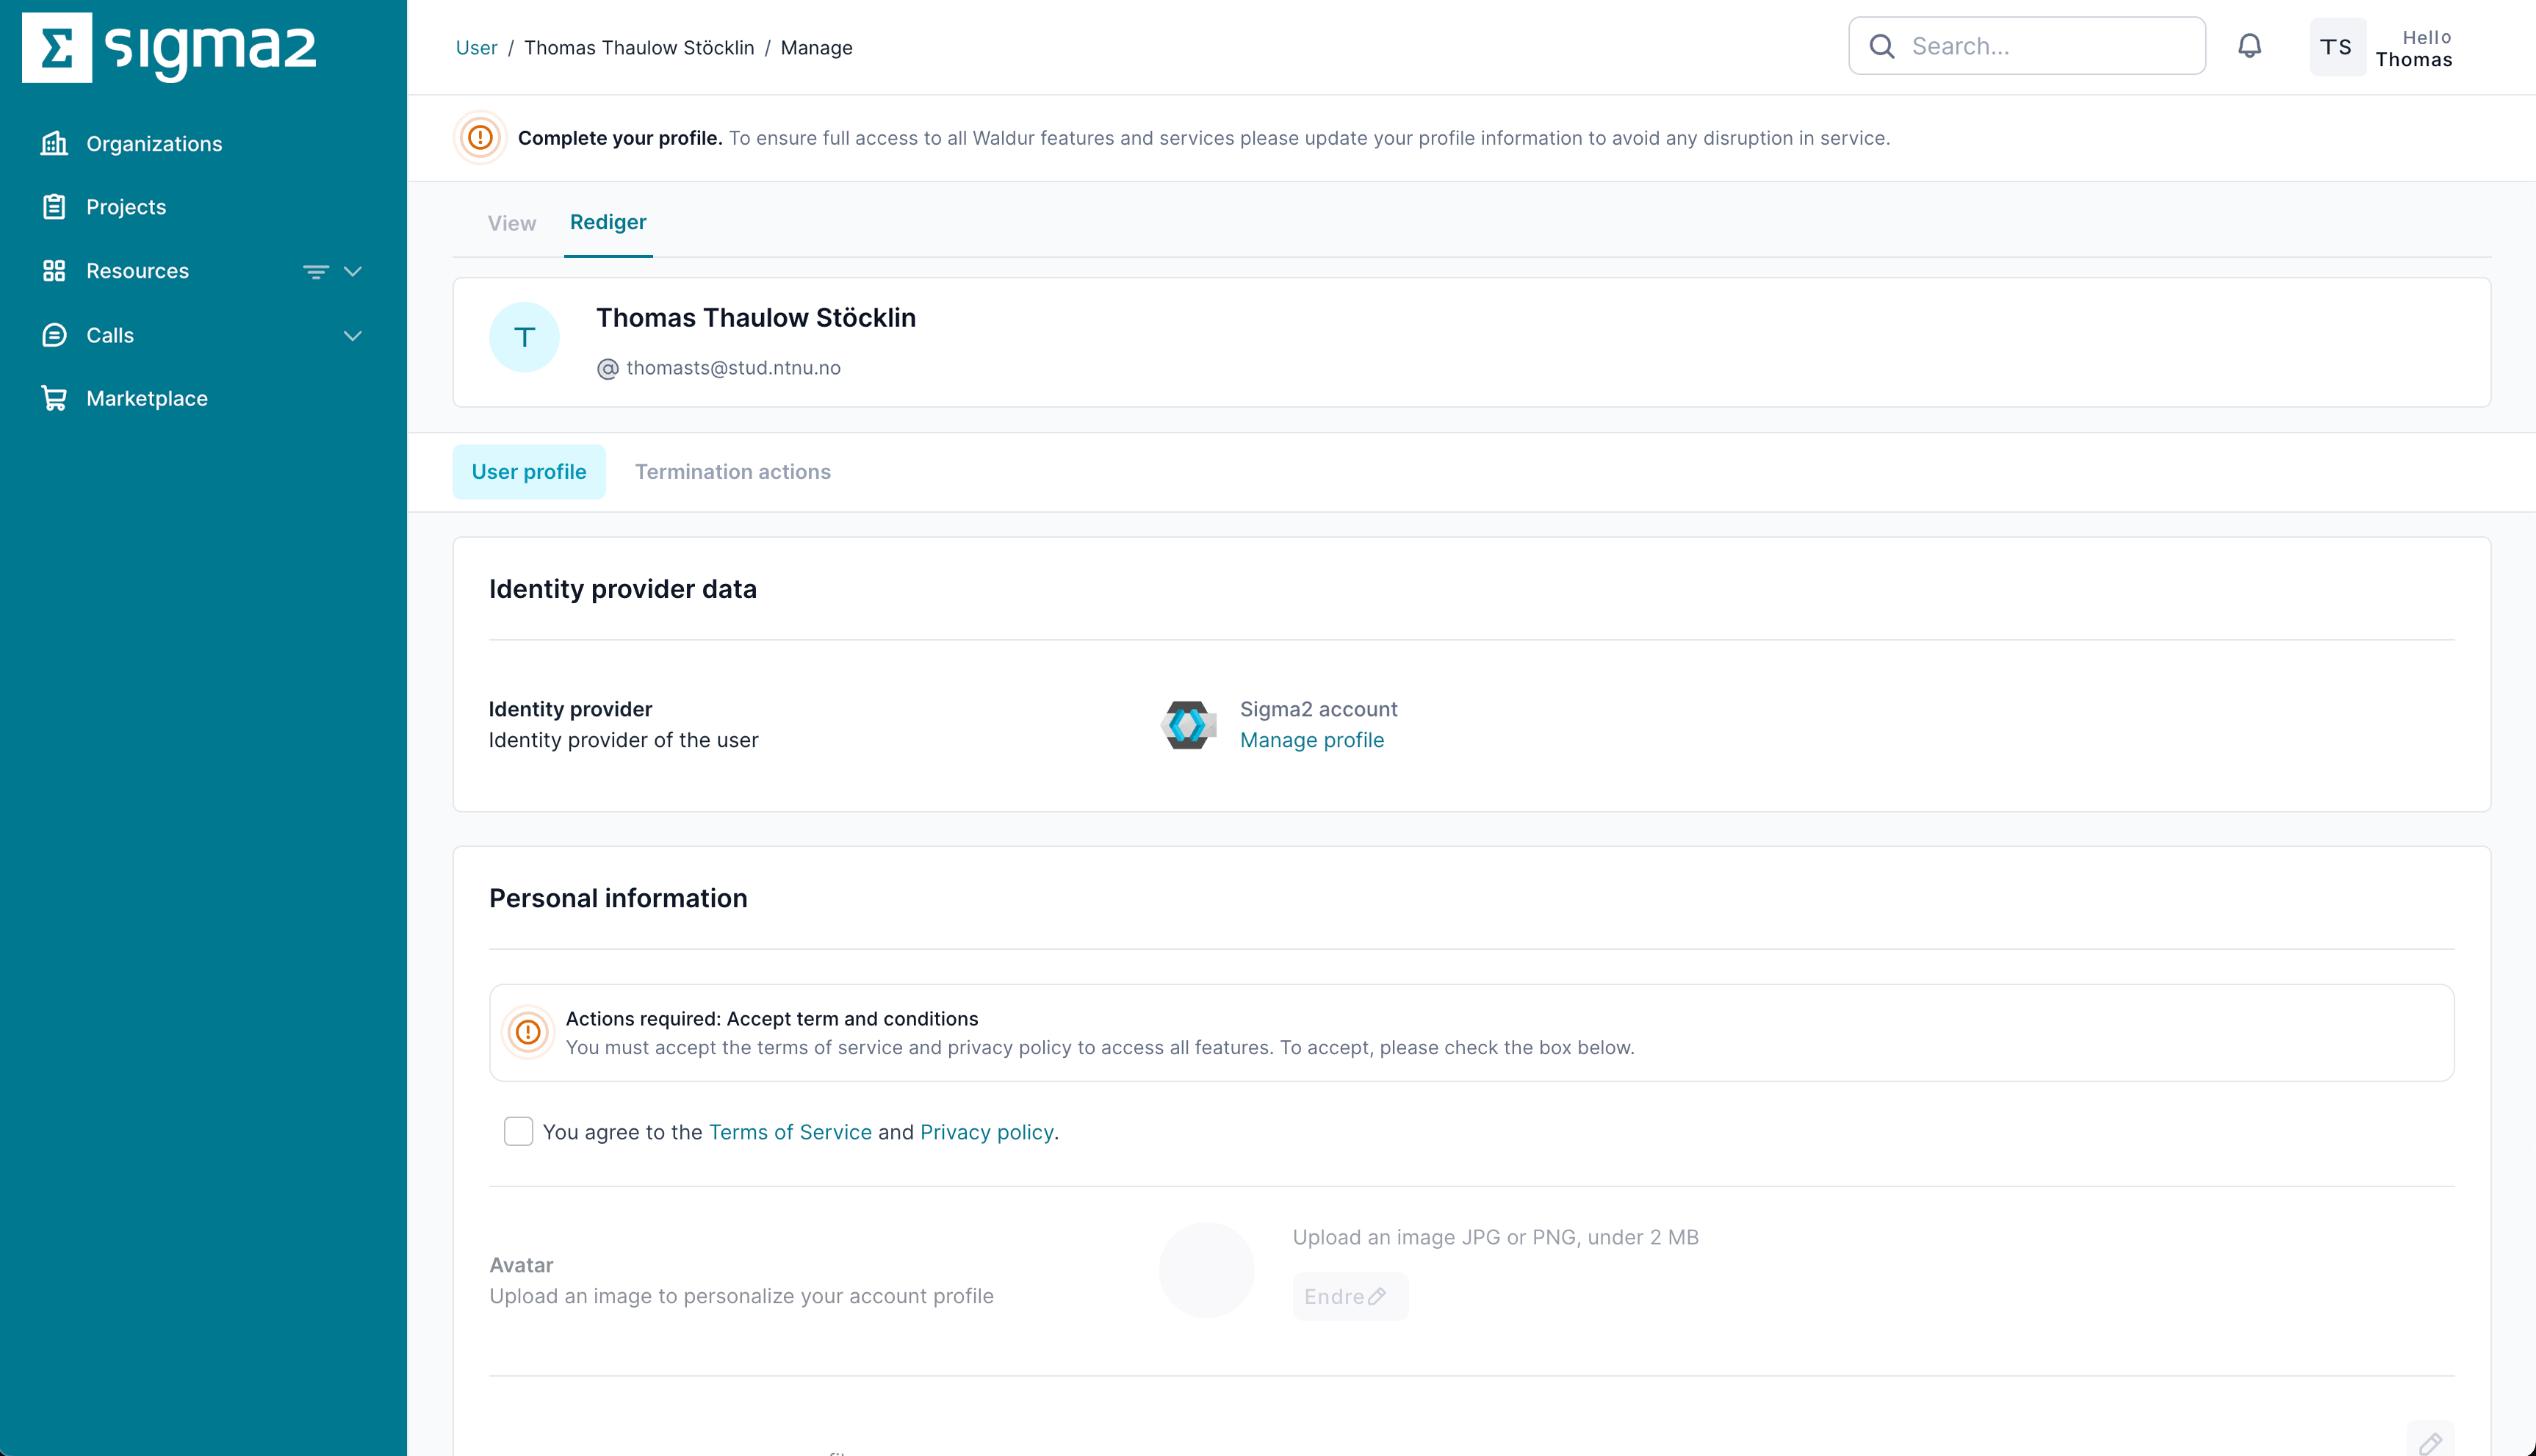 sigma2
User / Thomas Thaulow Stöcklin / Manage
Search...
TS
Hello
Thomas
Organizations
Projects
Resources
Calls
Marketplace
Complete your profile. To ensure full access to all Waldur features and services please update your profile information to avoid any disruption in service.
View
Rediger
T
Thomas Thaulow Stöcklin
@ thomasts@stud.ntnu.no
User profile
Termination actions
Identity provider data
Identity provider
Identity provider of the user
Sigma2 account
Manage profile
Personal information
Actions required: Accept term and conditions
You must accept the terms of service and privacy policy to access all features. To accept, please check the box below.
You agree to the Terms of Service and Privacy policy.
Avatar
Upload an image to personalize your account profile
Upload an image JPG or PNG, under 2 MB
Endre